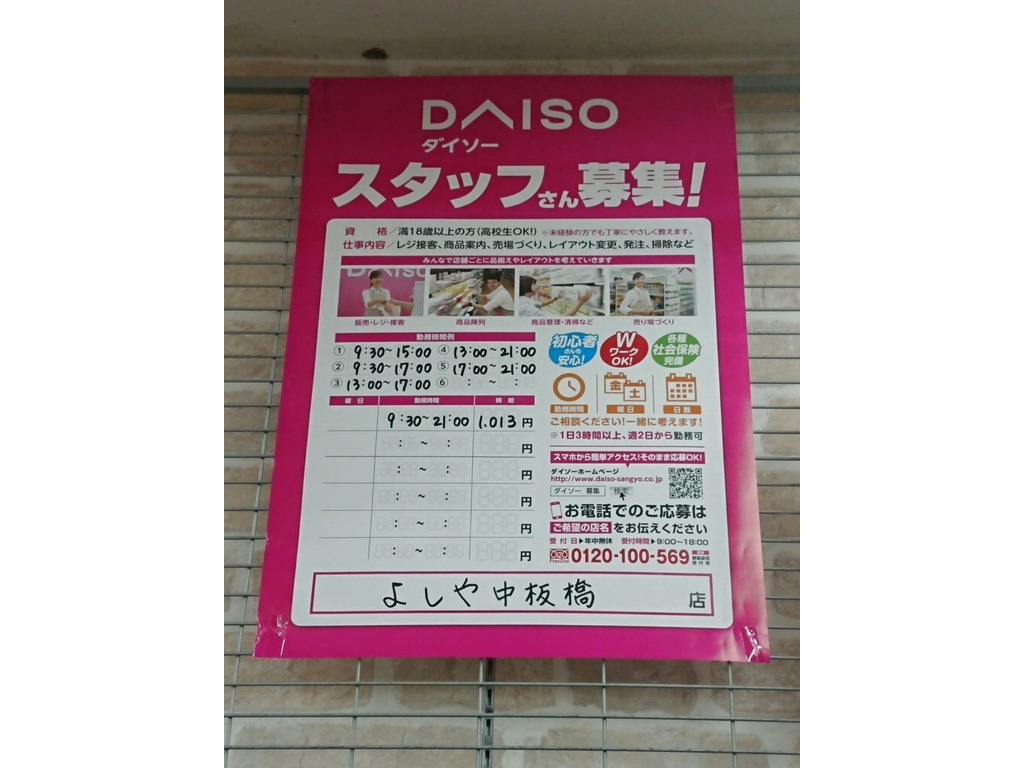 DAISO
ダイソー
スタッフさん募集!
資 格/満18歳以上の方(高校生OK!) ※未経験の方でも丁寧にやさしく教えます。
仕事内容/レジ接客、商品案内、売場づくり、レイアウト変更、発注、掃除など
みんなで店舗ごとに品揃えやレイアウトを考えていきます
DAISO
販売・レジ・接客 商品陳列 商品管理・清掃など 売り場づくり
勤務時間例
① 9:30~15:00 ④ 13:00~21:00
② 9:30~17:00 ⑤ 17:00~21:00
③ 13:00~17:00 ⑥ : ~ :
曜日 勤務時間 時給
9:30~21:00 1,013円
: ~ : 円
: ~ : 円
: ~ : 円
: ~ : 円
: ~ : 円
初心者さんも安心!
WワークOK!
各種社会保険完備
金 土
勤務時間 曜日 日数
ご相談ください!一緒に考えます!
※1日3時間以上、週2日から勤務可
スマホから簡単アクセス!そのまま応募OK!
ダイソーホームページ
http://www.daiso-sangyo.co.jp
ダイソー 募集 検索
お電話でのご応募は
ご希望の店名をお伝えください
受付日▶年中無休 受付時間▶9:00~18:00
FreeDial 0120-100-569
よしや中板橋 店